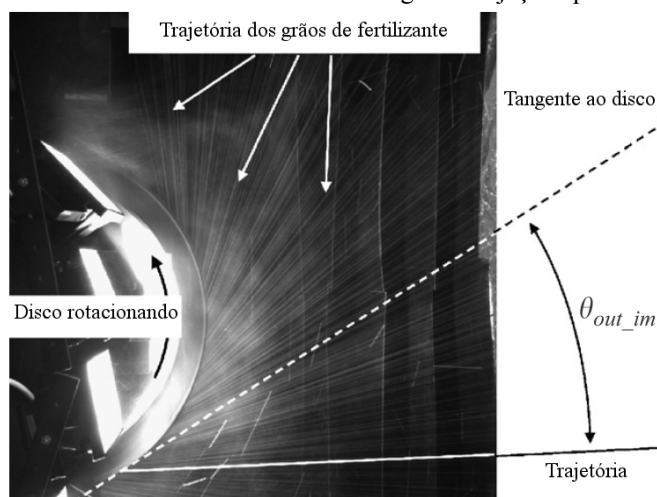 Trajetória dos grãos de fertilizante
Tangente ao disco
Disco rotacionando
θout_im
Trajetória